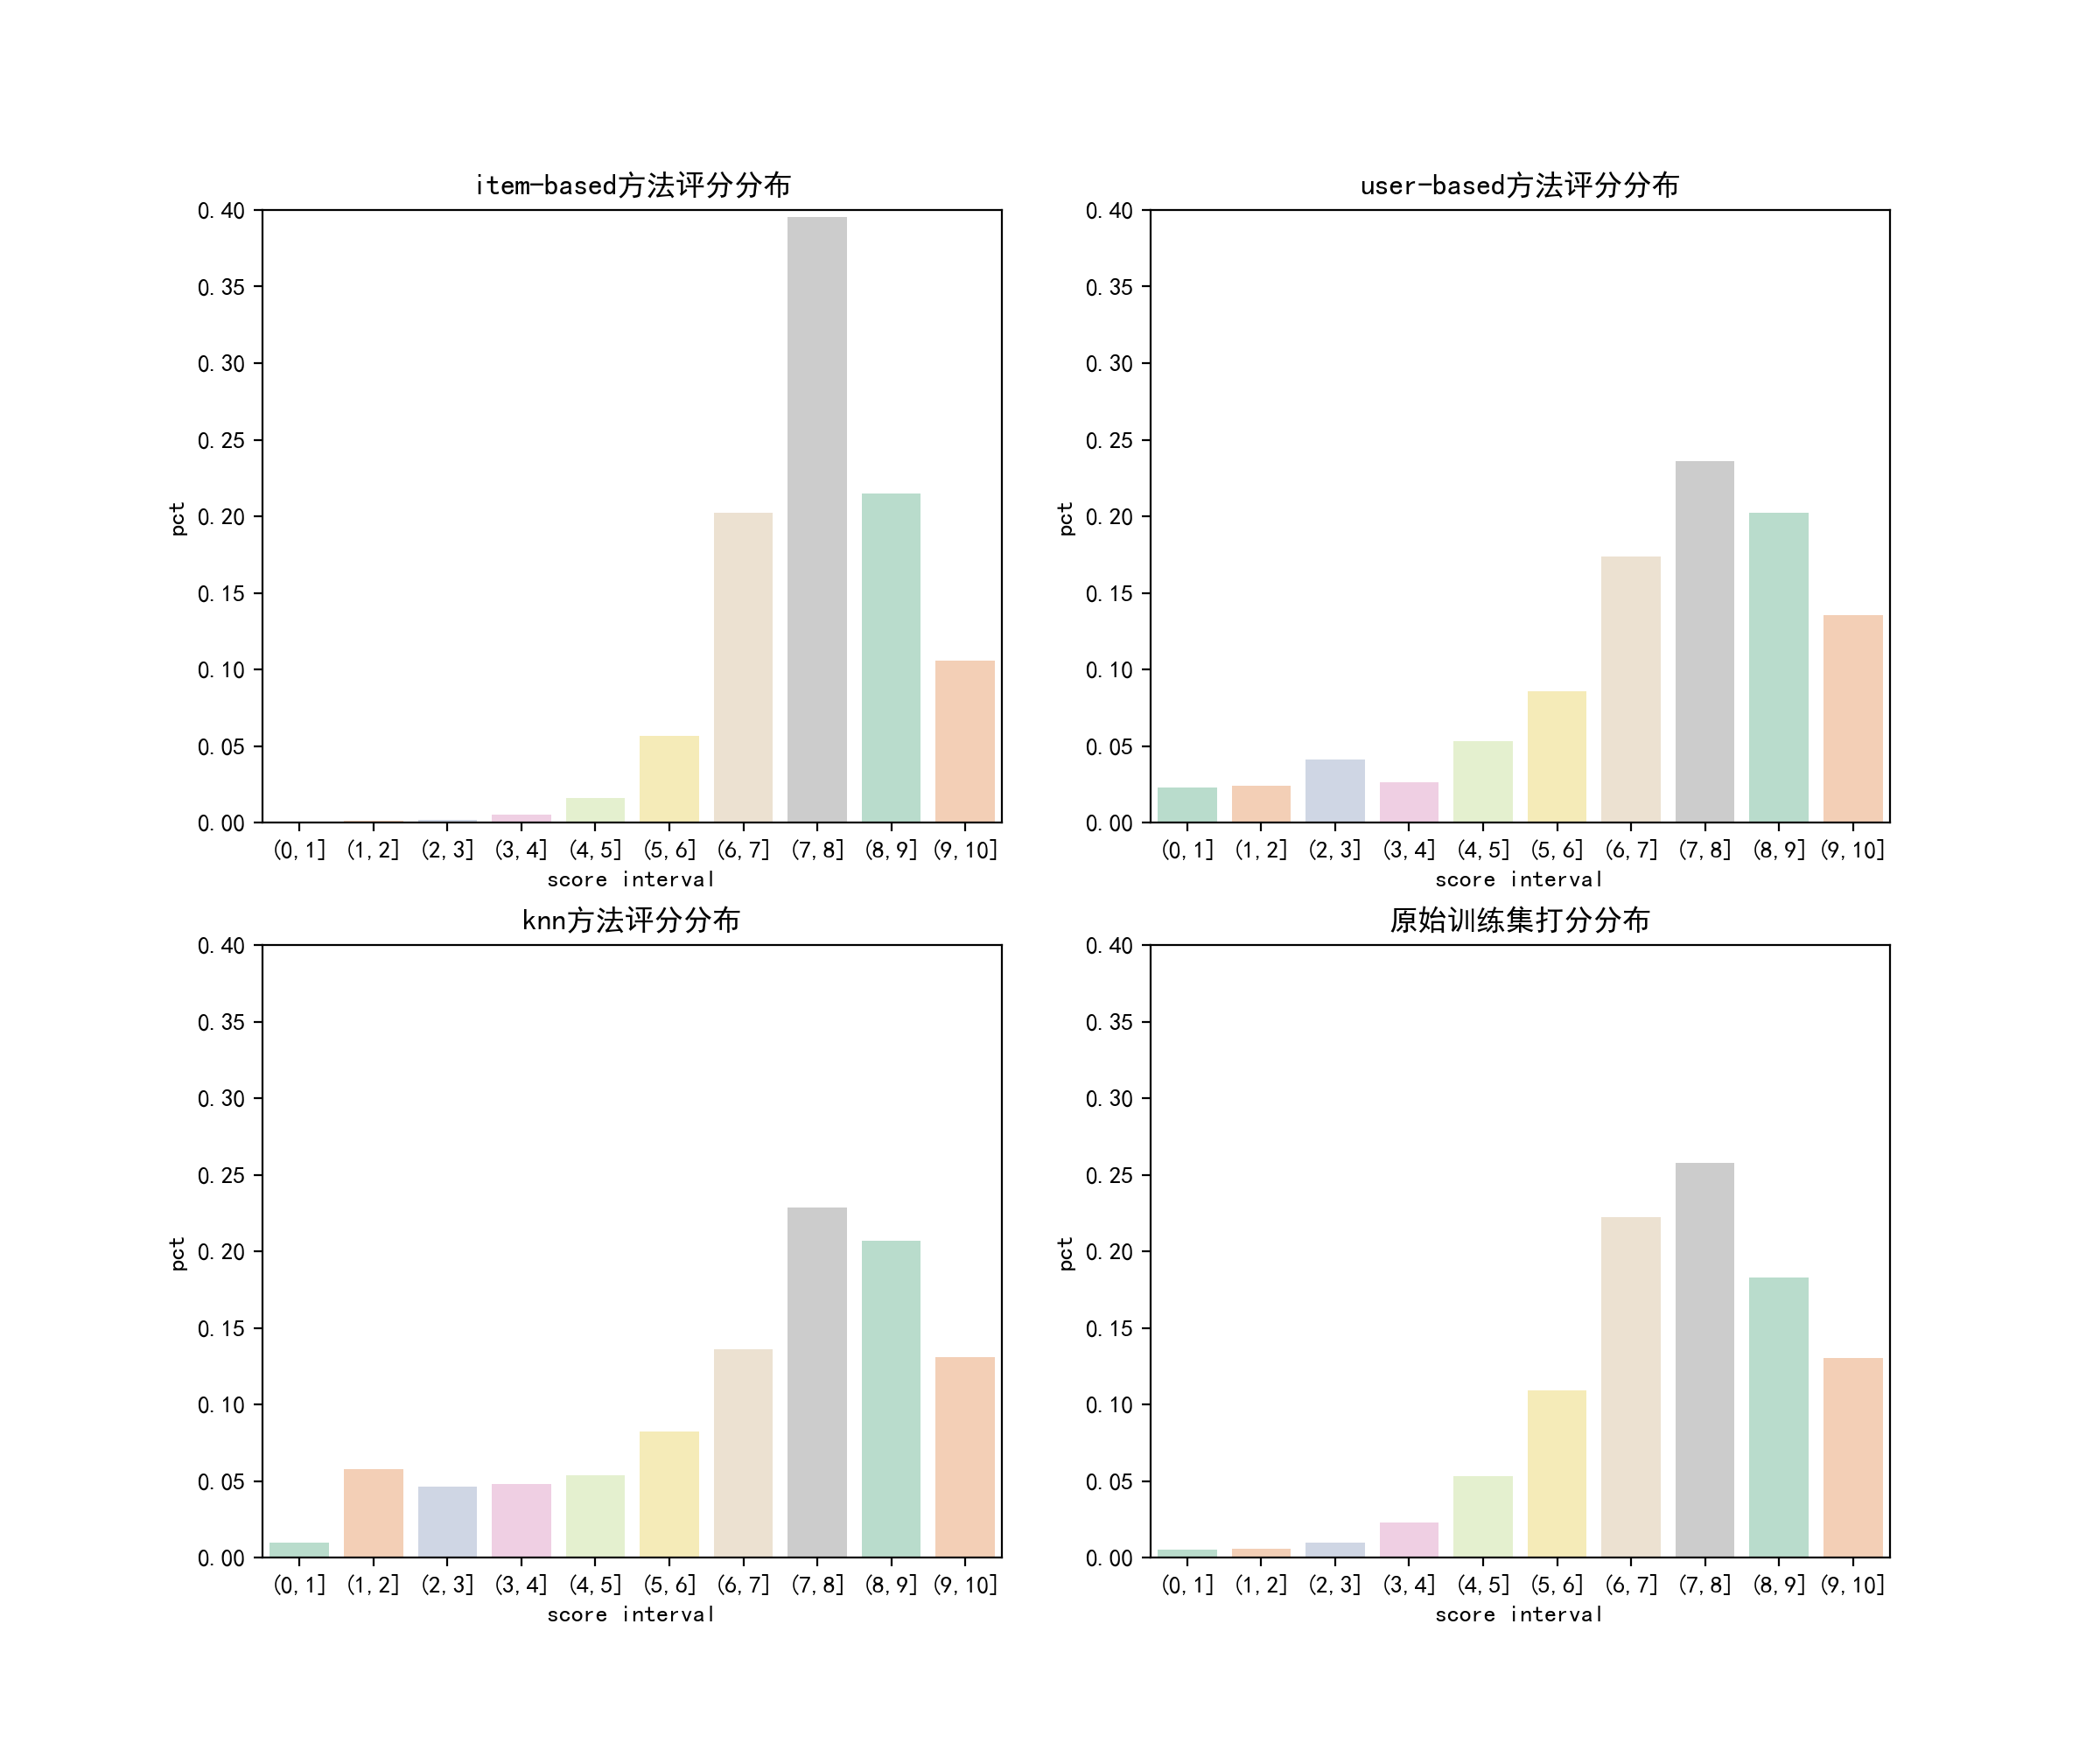 item-based方法评分分布
0.40
0.35
0.30
0.25
0.20
0.15
0.10
0.05
0.00
pct
(0,1] (1,2] (2,3] (3,4] (4,5] (5,6] (6,7] (7,8] (8,9] (9,10]
score interval
user-based方法评分分布
0.40
0.35
0.30
0.25
0.20
0.15
0.10
0.05
0.00
pct
(0,1] (1,2] (2,3] (3,4] (4,5] (5,6] (6,7] (7,8] (8,9] (9,10]
score interval
knn方法评分分布
0.40
0.35
0.30
0.25
0.20
0.15
0.10
0.05
0.00
pct
(0,1] (1,2] (2,3] (3,4] (4,5] (5,6] (6,7] (7,8] (8,9] (9,10]
score interval
原始训练集打分分布
0.40
0.35
0.30
0.25
0.20
0.15
0.10
0.05
0.00
pct
(0,1] (1,2] (2,3] (3,4] (4,5] (5,6] (6,7] (7,8] (8,9] (9,10]
score interval